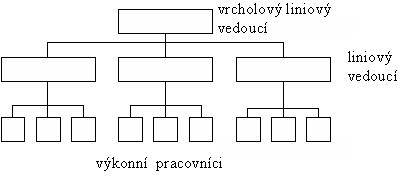 vrcholový liniový
vedoucí
liniový
vedoucí
výkonní pracovníci